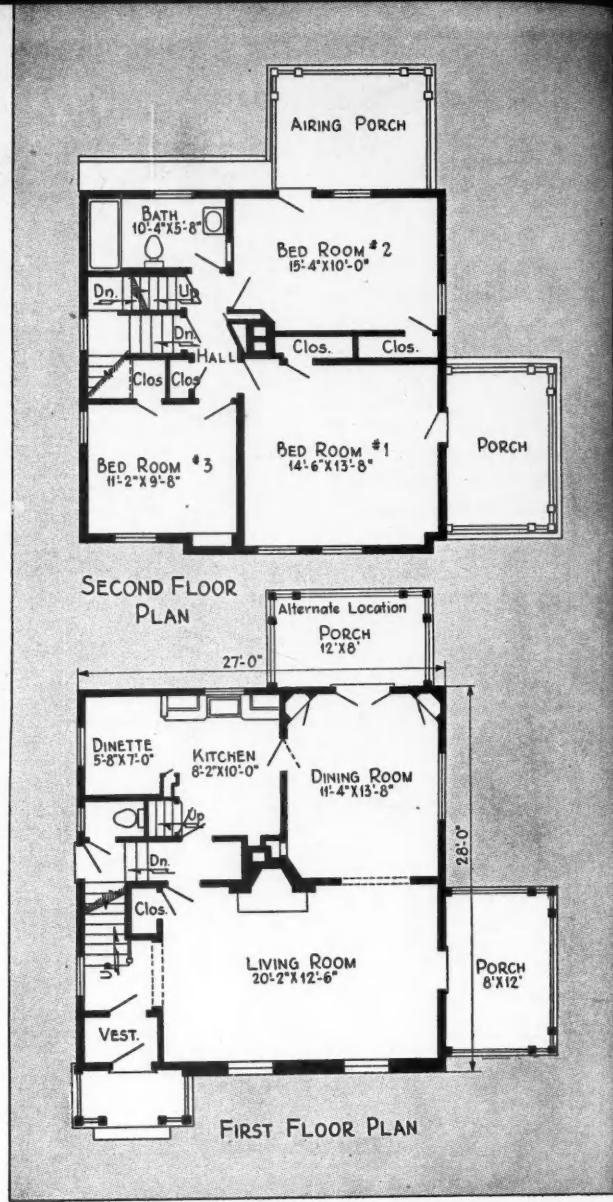 AIRING PORCH
BATH
10'-4"X5'-8"
BED ROOM #2
15'-4"X10'-0"
Dn.
Up
Dn.
HALL
Clos.
Clos.
Clos
Clos
BED ROOM #3
11'-2"X9'-8"
BED ROOM #1
14'-6"X13'-8"
PORCH
SECOND FLOOR
PLAN
Alternate Location
PORCH
12'X8'
27'-0"
DINETTE
5'-8"X7'-0"
KITCHEN
8'-2"X10'-0"
DINING ROOM
11'-4"X13'-8"
Up
Dn.
28'-0"
Clos.
Up
LIVING ROOM
20'-2"X12'-6"
PORCH
8'X12'
VEST.
FIRST FLOOR PLAN